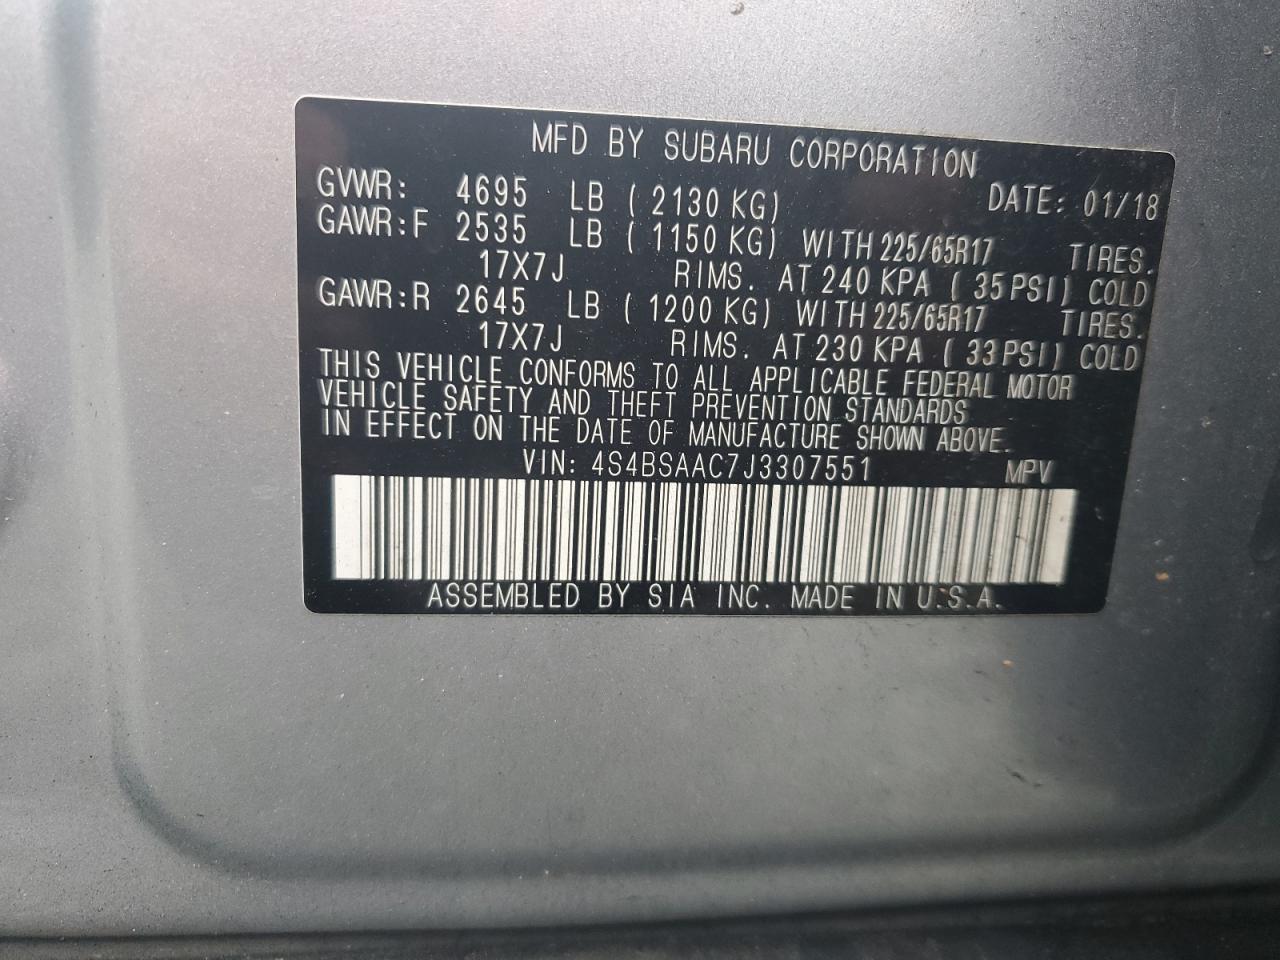 MFD BY SUBARU CORPORATION
GVWR: 4695 LB ( 2130 KG) DATE: 01/18
GAWR:F 2535 LB ( 1150 KG) WITH 225/65R17 TIRES.
17X7J RIMS. AT 240 KPA ( 35 PSI) COLD
GAWR:R 2645 LB ( 1200 KG) WITH 225/65R17 TIRES.
17X7J RIMS. AT 230 KPA ( 33 PSI) COLD
THIS VEHICLE CONFORMS TO ALL APPLICABLE FEDERAL MOTOR
VEHICLE SAFETY AND THEFT PREVENTION STANDARDS
IN EFFECT ON THE DATE OF MANUFACTURE SHOWN ABOVE.
VIN: 4S4BSAAC7J3307551 MPV
ASSEMBLED BY SIA INC. MADE IN U.S.A.